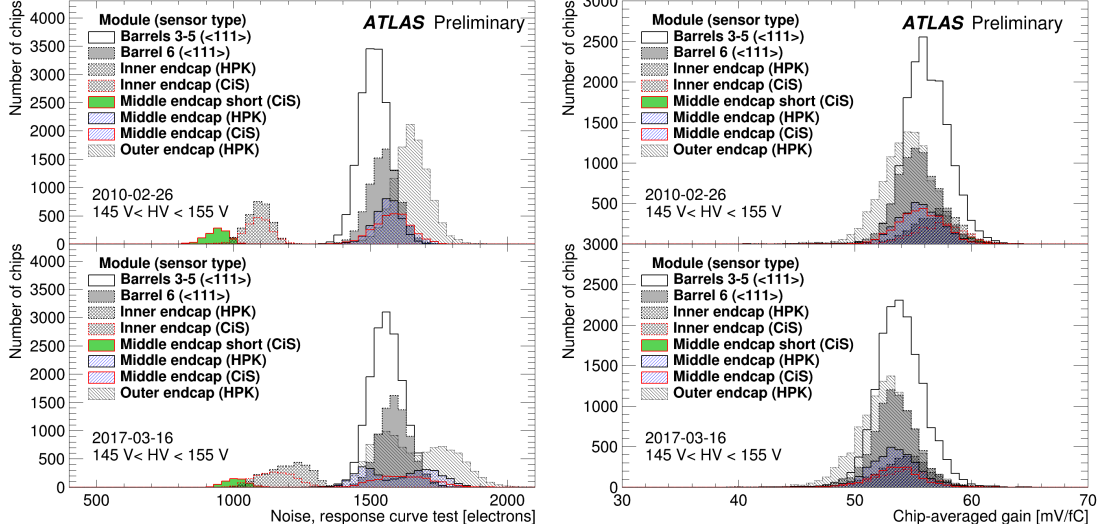 Number of chips
4000
3500
3000
2500
2000
1500
1000
500
0
Module (sensor type)
Barrels 3-5 (<111>)
Barrel 6 (<111>)
Inner endcap (HPK)
Inner endcap (CiS)
Middle endcap short (CiS)
Middle endcap (HPK)
Middle endcap (CiS)
Outer endcap (HPK)
ATLAS Preliminary
2010-02-26
145 V< HV < 155 V
Number of chips
4000
3500
3000
2500
2000
1500
1000
500
0
Module (sensor type)
Barrels 3-5 (<111>)
Barrel 6 (<111>)
Inner endcap (HPK)
Inner endcap (CiS)
Middle endcap short (CiS)
Middle endcap (HPK)
Middle endcap (CiS)
Outer endcap (HPK)
2017-03-16
145 V< HV < 155 V
500 1000 1500 2000
Noise, response curve test [electrons]
Number of chips
3000
2500
2000
1500
1000
500
Module (sensor type)
Barrels 3-5 (<111>)
Barrel 6 (<111>)
Inner endcap (HPK)
Inner endcap (CiS)
Middle endcap short (CiS)
Middle endcap (HPK)
Middle endcap (CiS)
Outer endcap (HPK)
ATLAS Preliminary
2010-02-26
145 V< HV < 155 V
Number of chips
3000
2500
2000
1500
1000
500
0
Module (sensor type)
Barrels 3-5 (<111>)
Barrel 6 (<111>)
Inner endcap (HPK)
Inner endcap (CiS)
Middle endcap short (CiS)
Middle endcap (HPK)
Middle endcap (CiS)
Outer endcap (HPK)
2017-03-16
145 V< HV < 155 V
30 40 50 60 70
Chip-averaged gain [mV/fC]